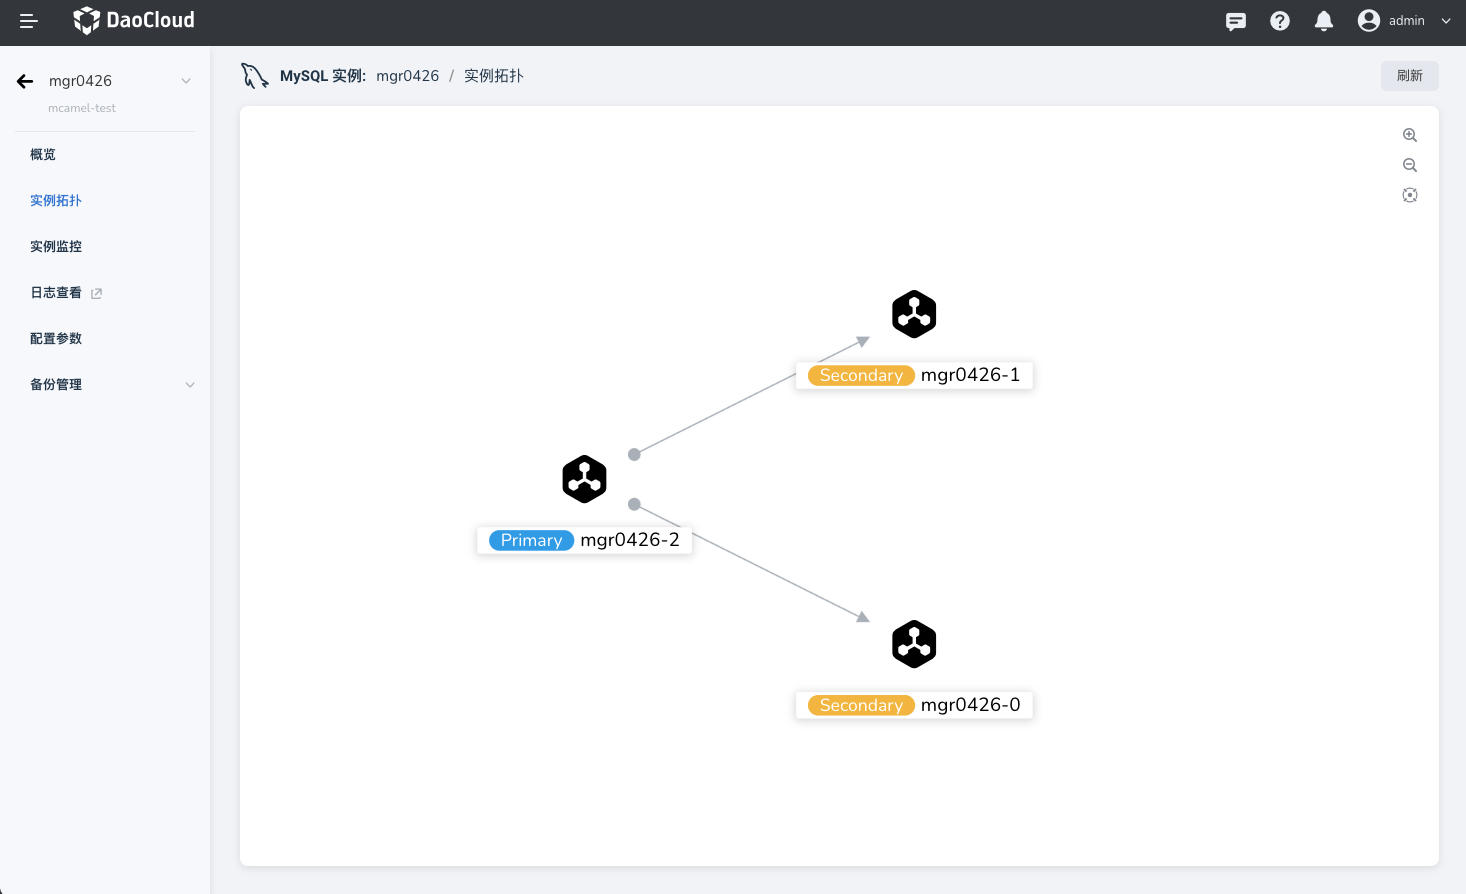 DaoCloud
admin
mgr0426
mcamel-test
概览
实例拓扑
实例监控
日志查看
配置参数
备份管理
MySQL 实例: mgr0426 / 实例拓扑
刷新
Secondary mgr0426-1
Primary mgr0426-2
Secondary mgr0426-0